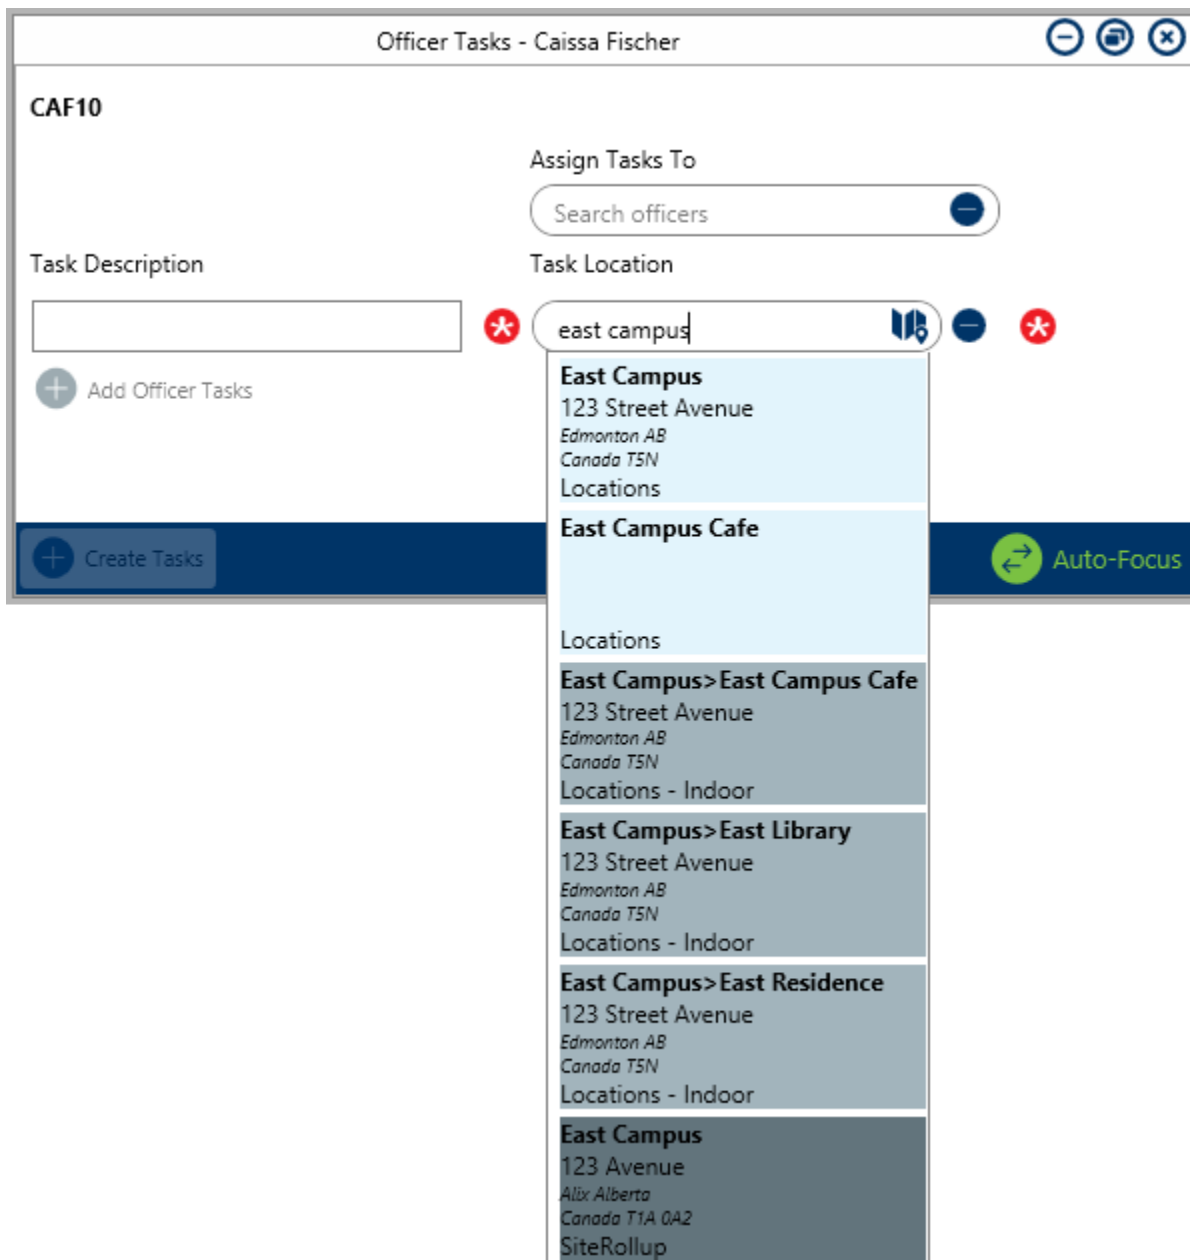 Officer Tasks - Caissa Fischer
CAF10
Assign Tasks To
Search officers
Task Description
Task Location
east campus
Add Officer Tasks
East Campus
123 Street Avenue
Edmonton AB
Canada T5N
Locations
East Campus Cafe
Locations
Create Tasks
Auto-Focus
East Campus>East Campus Cafe
123 Street Avenue
Edmonton AB
Canada T5N
Locations - Indoor
East Campus>East Library
123 Street Avenue
Edmonton AB
Canada T5N
Locations - Indoor
East Campus>East Residence
123 Street Avenue
Edmonton AB
Canada T5N
Locations - Indoor
East Campus
123 Avenue
Alix Alberta
Canada T1A 0A2
SiteRollup